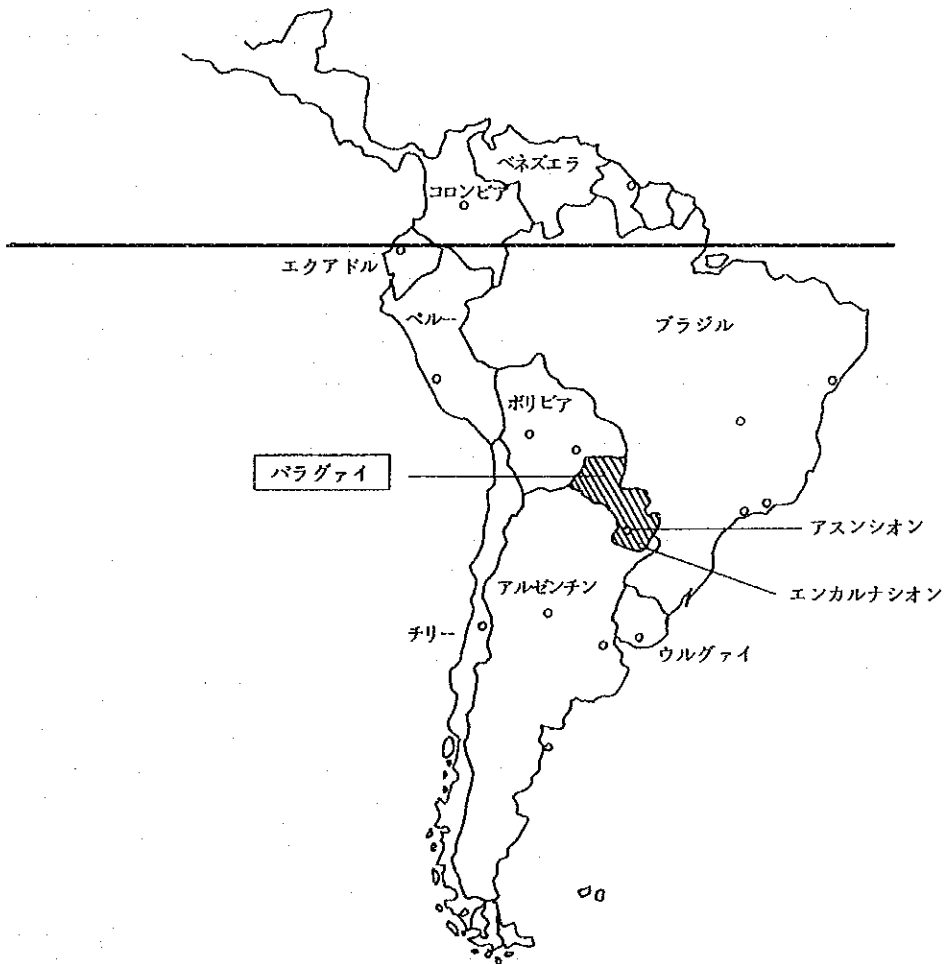 ベネズエラ
コロンビア
エクアドル
ペルー
ブラジル
ボリビア
パラグァイ
アスンシオン
エンカルナシオン
アルゼンチン
チリー
ウルグァイ